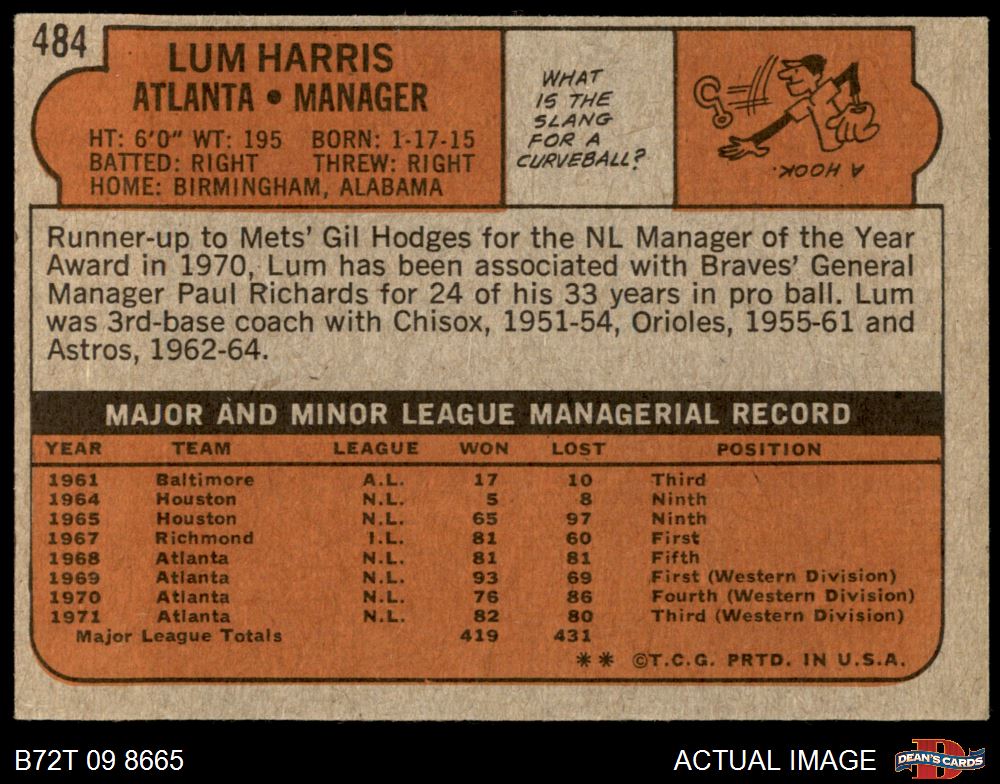 484
LUM HARRIS
ATLANTA • MANAGER
HT: 6'0" WT: 195 BORN: 1-17-15
BATTED: RIGHT THREW: RIGHT
HOME: BIRMINGHAM, ALABAMA
WHAT
IS THE
SLANG
FOR A
CURVEBALL?
A HOOK.
Runner-up to Mets' Gil Hodges for the NL Manager of the Year
Award in 1970, Lum has been associated with Braves' General
Manager Paul Richards for 24 of his 33 years in pro ball. Lum
was 3rd-base coach with Chisox, 1951-54, Orioles, 1955-61 and
Astros, 1962-64.
MAJOR AND MINOR LEAGUE MANAGERIAL RECORD
YEAR TEAM LEAGUE WON LOST POSITION
1961 Baltimore A.L. 17 10 Third
1964 Houston N.L. 5 8 Ninth
1965 Houston N.L. 65 97 Ninth
1967 Richmond I.L. 81 60 First
1968 Atlanta N.L. 81 81 Fifth
1969 Atlanta N.L. 93 69 First (Western Division)
1970 Atlanta N.L. 76 86 Fourth (Western Division)
1971 Atlanta N.L. 82 80 Third (Western Division)
Major League Totals 419 431
** ©T.C.G. PRTD. IN U.S.A.
B72T 09 8665 ACTUAL IMAGE
D
DEAN'S CARDS